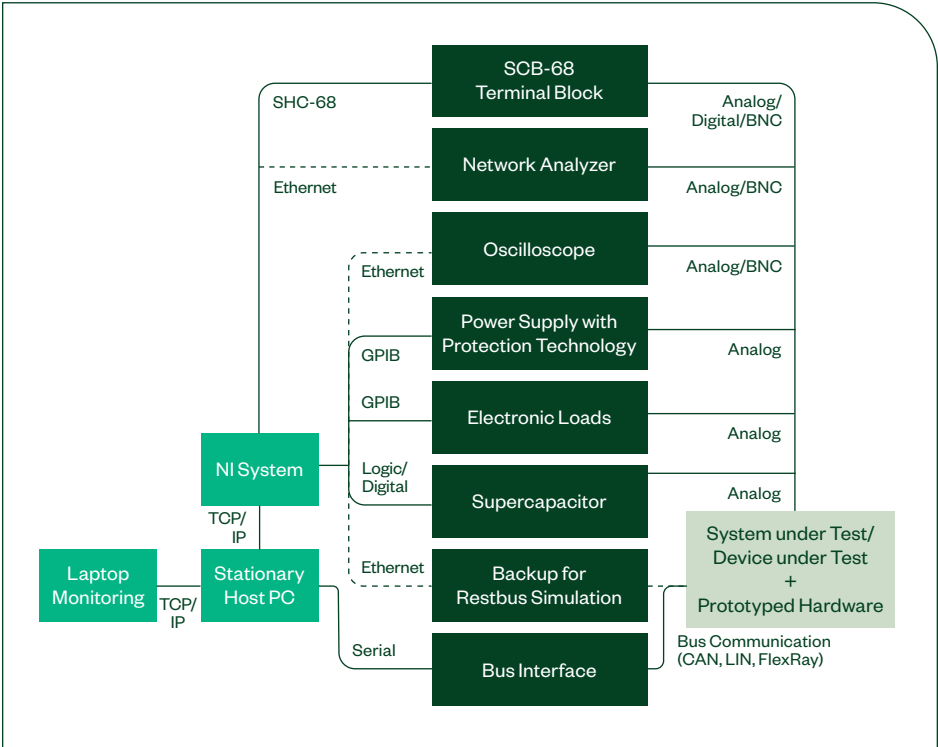 SCB-68
Terminal Block
SHC-68
Analog/
Digital/BNC
Network Analyzer
Ethernet
Analog/BNC
Oscilloscope
Ethernet
Analog/BNC
Power Supply with
Protection Technology
GPIB
Analog
GPIB
Electronic Loads
Analog
NI System
Logic/
Digital
Supercapacitor
Analog
TCP/
IP
System under Test/
Device under Test
+
Prototyped Hardware
Laptop
Monitoring
TCP/
IP
Stationary
Host PC
Ethernet
Backup for
Restbus Simulation
Serial
Bus Interface
Bus Communication
(CAN, LIN, FlexRay)